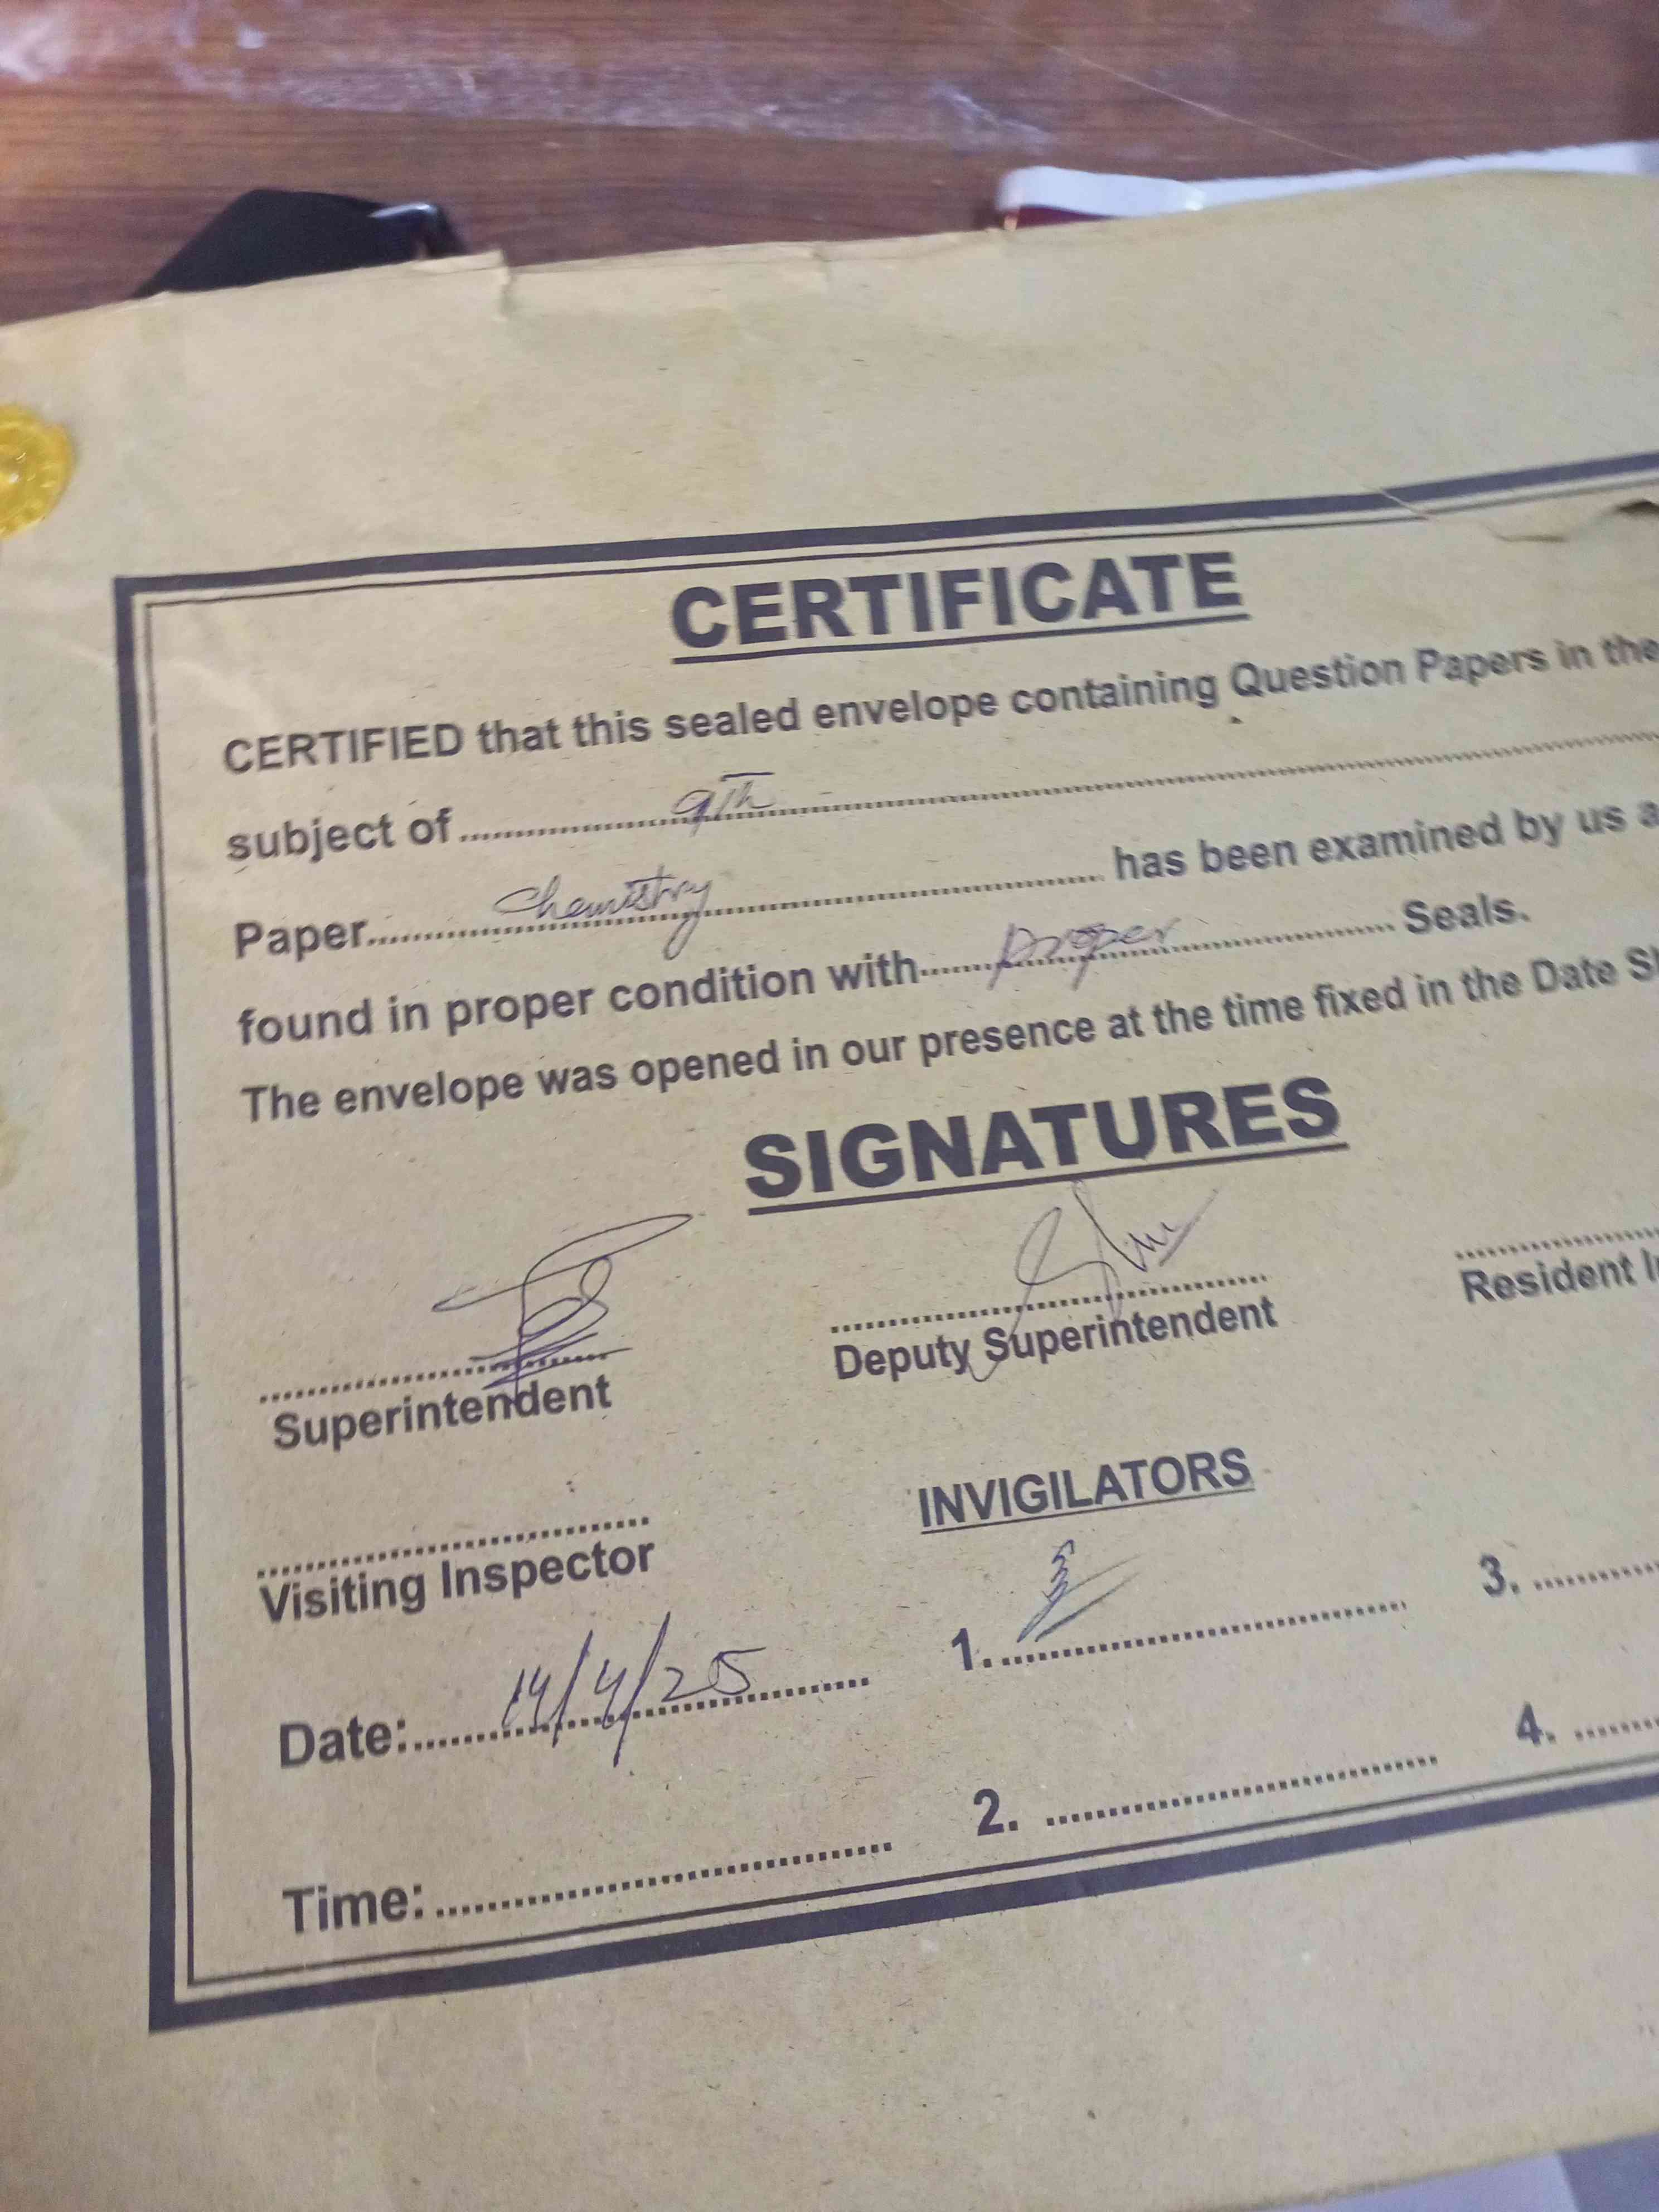 CERTIFICATE
CERTIFIED that this sealed envelope containing Question Papers in the
subject of 9th
Paper Chemistry has been examined by us a
found in proper condition with proper Seals.
The envelope was opened in our presence at the time fixed in the Date S
SIGNATURES
Superintendent
Deputy Superintendent
Resident I
Visiting Inspector
INVIGILATORS
1.
3.
Date: 14/4/25
2.
4.
Time: